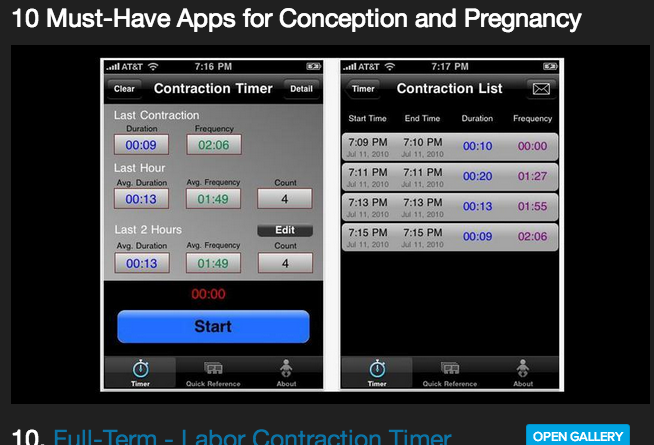 10 Must-Have Apps for Conception and Pregnancy
AT&T 7:16 PM
Clear Contraction Timer Detail
Last Contraction
Duration Frequency
00:09 02:06
Last Hour
Avg. Duration Avg. Frequency Count
00:13 01:49 4
Last 2 Hours Edit
Avg. Duration Avg. Frequency Count
00:13 01:49 4
00:00
Start
Timer Quick Reference About
AT&T 7:17 PM
Timer Contraction List
Start Time End Time Duration Frequency
7:09 PM 7:10 PM 00:10 00:00
Jul 11, 2010 Jul 11, 2010
7:11 PM 7:11 PM 00:20 01:27
Jul 11, 2010 Jul 11, 2010
7:13 PM 7:13 PM 00:13 01:55
Jul 11, 2010 Jul 11, 2010
7:15 PM 7:15 PM 00:09 02:06
Jul 11, 2010 Jul 11, 2010
Timer Quick Reference About
10. Full-Term - Labor Contraction Timer OPEN GALLERY